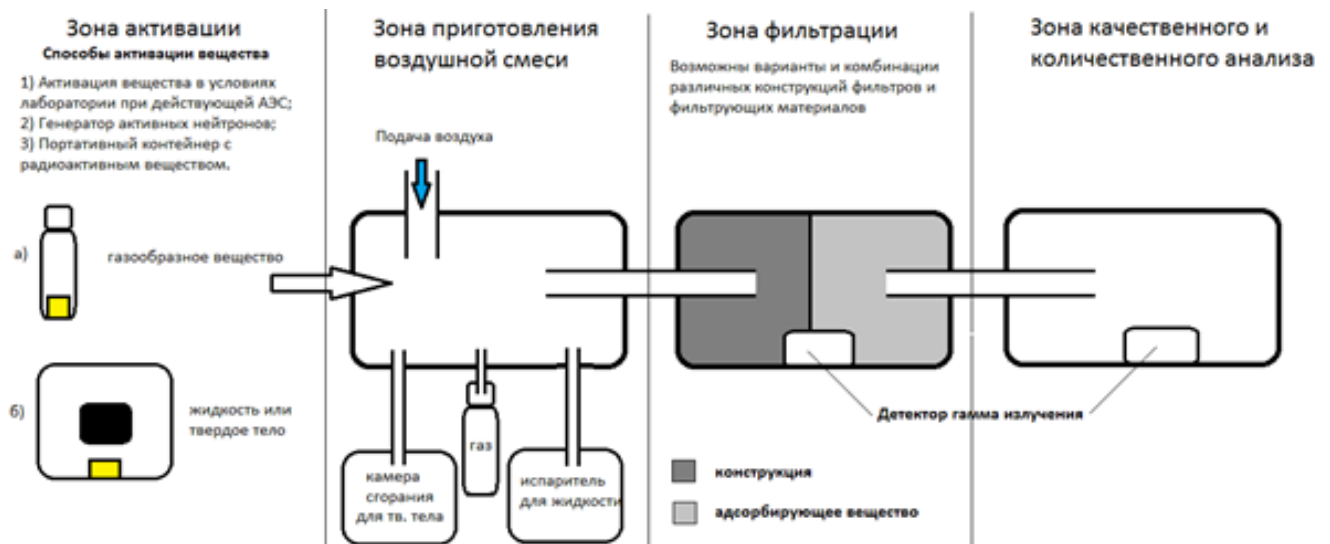 Зона активации
Способы активации вещества
1) Активация вещества в условиях
лаборатории при действующей АЭС;
2) Генератор активных нейтронов;
3) Портативный контейнер с
радиоактивным веществом.
а)
газообразное вещество
б)
жидкость или
твердое тело
Зона приготовления
воздушной смеси
Подача воздуха
камера
сгорания
для тв. тела
газ
испаритель
для жидкости
Зона фильтрации
Возможны варианты и комбинации
различных конструкций фильтров и
фильтрующих материалов
Детектор гамма излучения
конструкция
адсорбирующее вещество
Зона качественного и
количественного анализа